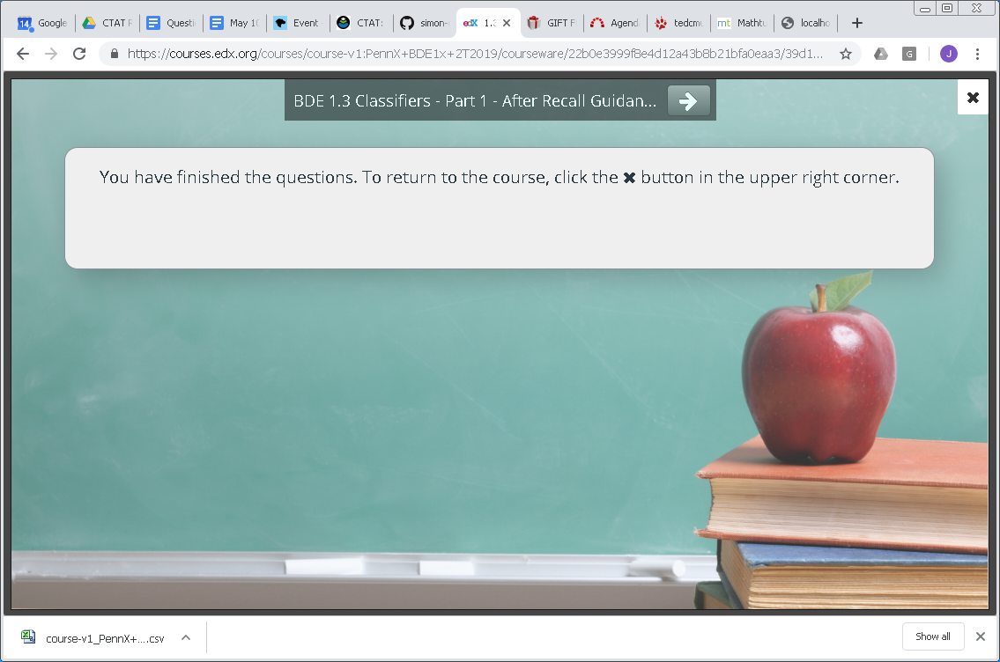 Google
CTAT R
Questi
May 10
Event
CTAT:
simon-
edX 1.3
GIFT F
Agenda
tedcmu
mt Mathtu
localho
https://courses.edx.org/courses/course-v1:PennX+BDE1x+2T2019/courseware/22b0e3999f8e4d12a43b8b21bfa0eaa3/39d1...
G
J
BDE 1.3 Classifiers - Part 1 - After Recall Guidan...
You have finished the questions. To return to the course, click the ✖ button in the upper right corner.
course-v1_PennX+....csv
Show all